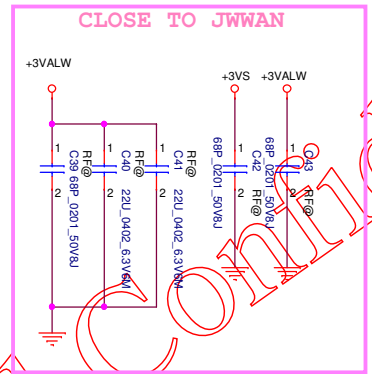 CLOSE TO JWWAN
+3VALW
+3VS
+3VALW
1
1
1
1
1
2
2
2
2
2
C39
RF@
68P_0201_50V8J
C40
RF@
22U_0402_6.3V6M
C41
RF@
22U_0402_6.3V6M
C42
RF@
68P_0201_50V8J
C43
RF@
68P_0201_50V8J
Confi